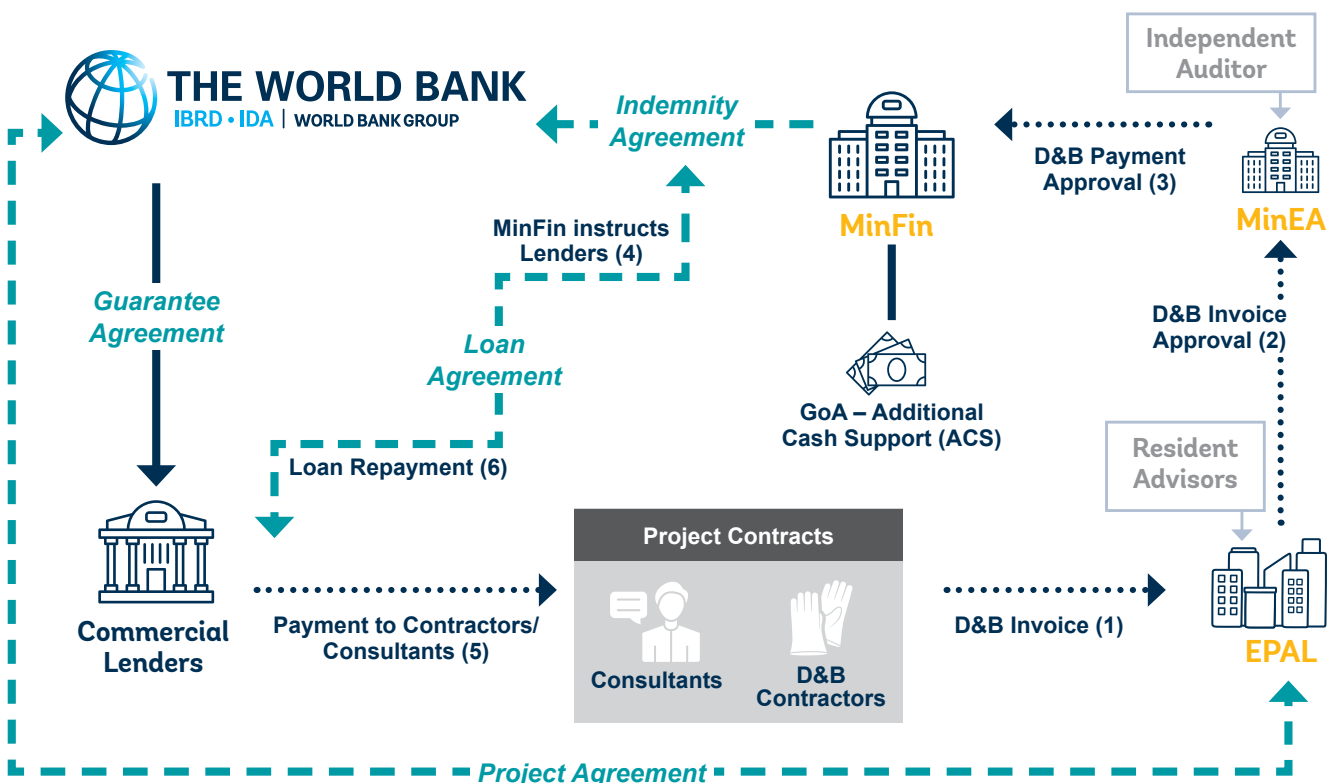 THE WORLD BANK
IBRD • IDA | WORLD BANK GROUP
Indemnity
Agreement
MinFin
D&B Payment
Approval (3)
Independent
Auditor
MinEA
MinFin instructs
Lenders (4)
Guarantee
Agreement
Loan
Agreement
D&B Invoice
Approval (2)
GoA – Additional
Cash Support (ACS)
Loan Repayment (6)
Resident
Advisors
Commercial
Lenders
Payment to Contractors/
Consultants (5)
Project Contracts
Consultants
D&B
Contractors
D&B Invoice (1)
EPAL
Project Agreement